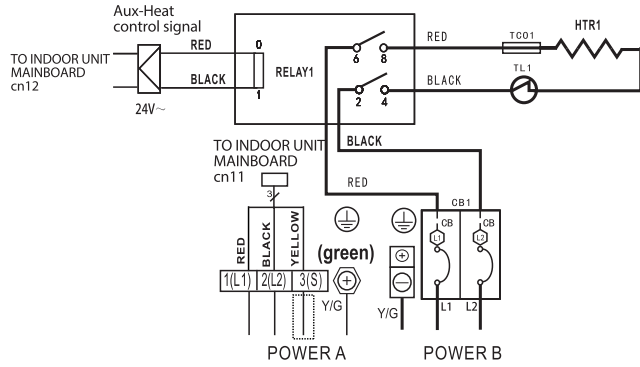 Aux-Heat
control signal
TO INDOOR UNIT
MAINBOARD
cn12
RED
BLACK
24V~
0
1
RELAY1
6 8
2 4
RED
BLACK
TCO1
HTR1
TL1
BLACK
RED
TO INDOOR UNIT
MAINBOARD
cn11
3
RED
BLACK
YELLOW
(green)
1(L1) 2(L2) 3(S)
Y/G
Y/G
CB1
CB CB
L1 L2
L1 L2
POWER A
POWER B